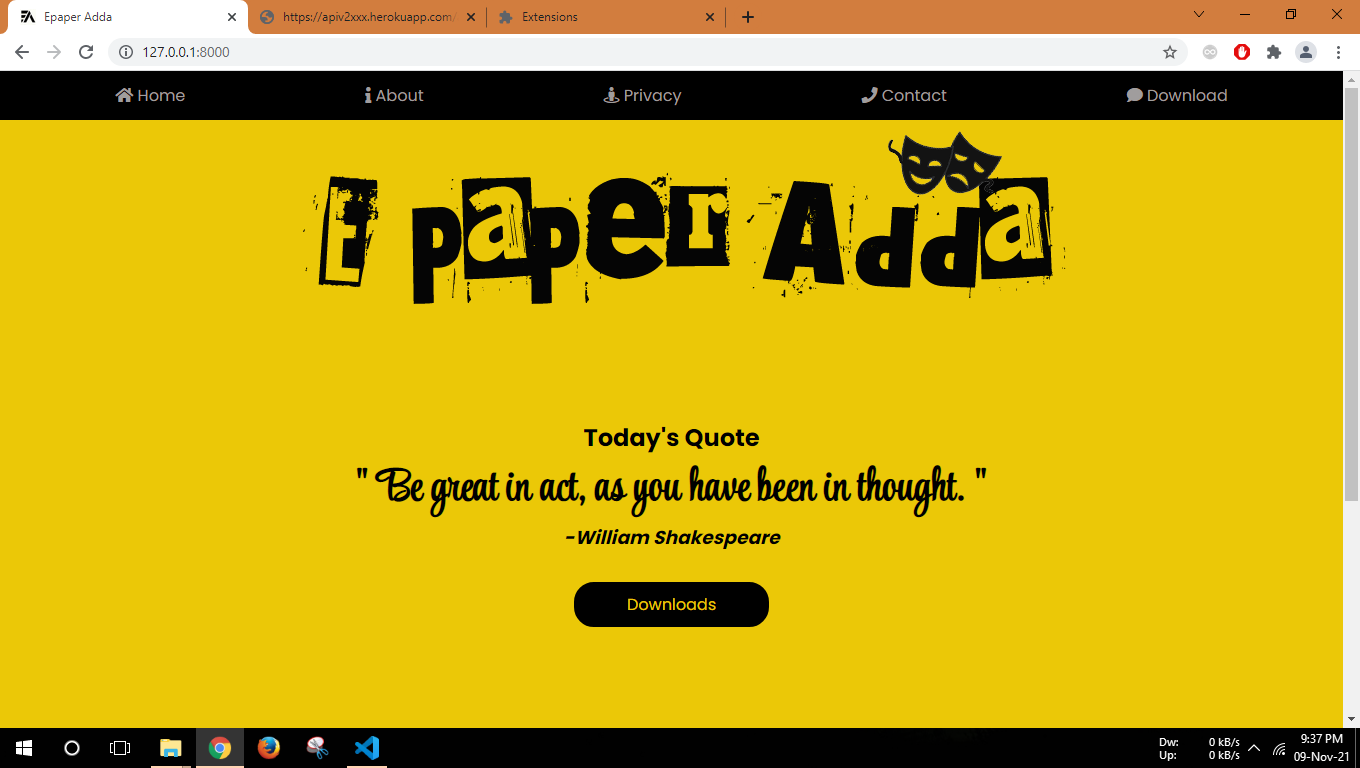 Epaper Adda
https://apiv2xxx.herokuapp.com/
Extensions
127.0.0.1:8000
Home
About
Privacy
Contact
Download
E paper Adda
Today's Quote
" Be great in act, as you have been in thought. "
-William Shakespeare
Downloads
Dw: 0 kB/s
Up: 0 kB/s
9:37 PM
09-Nov-21